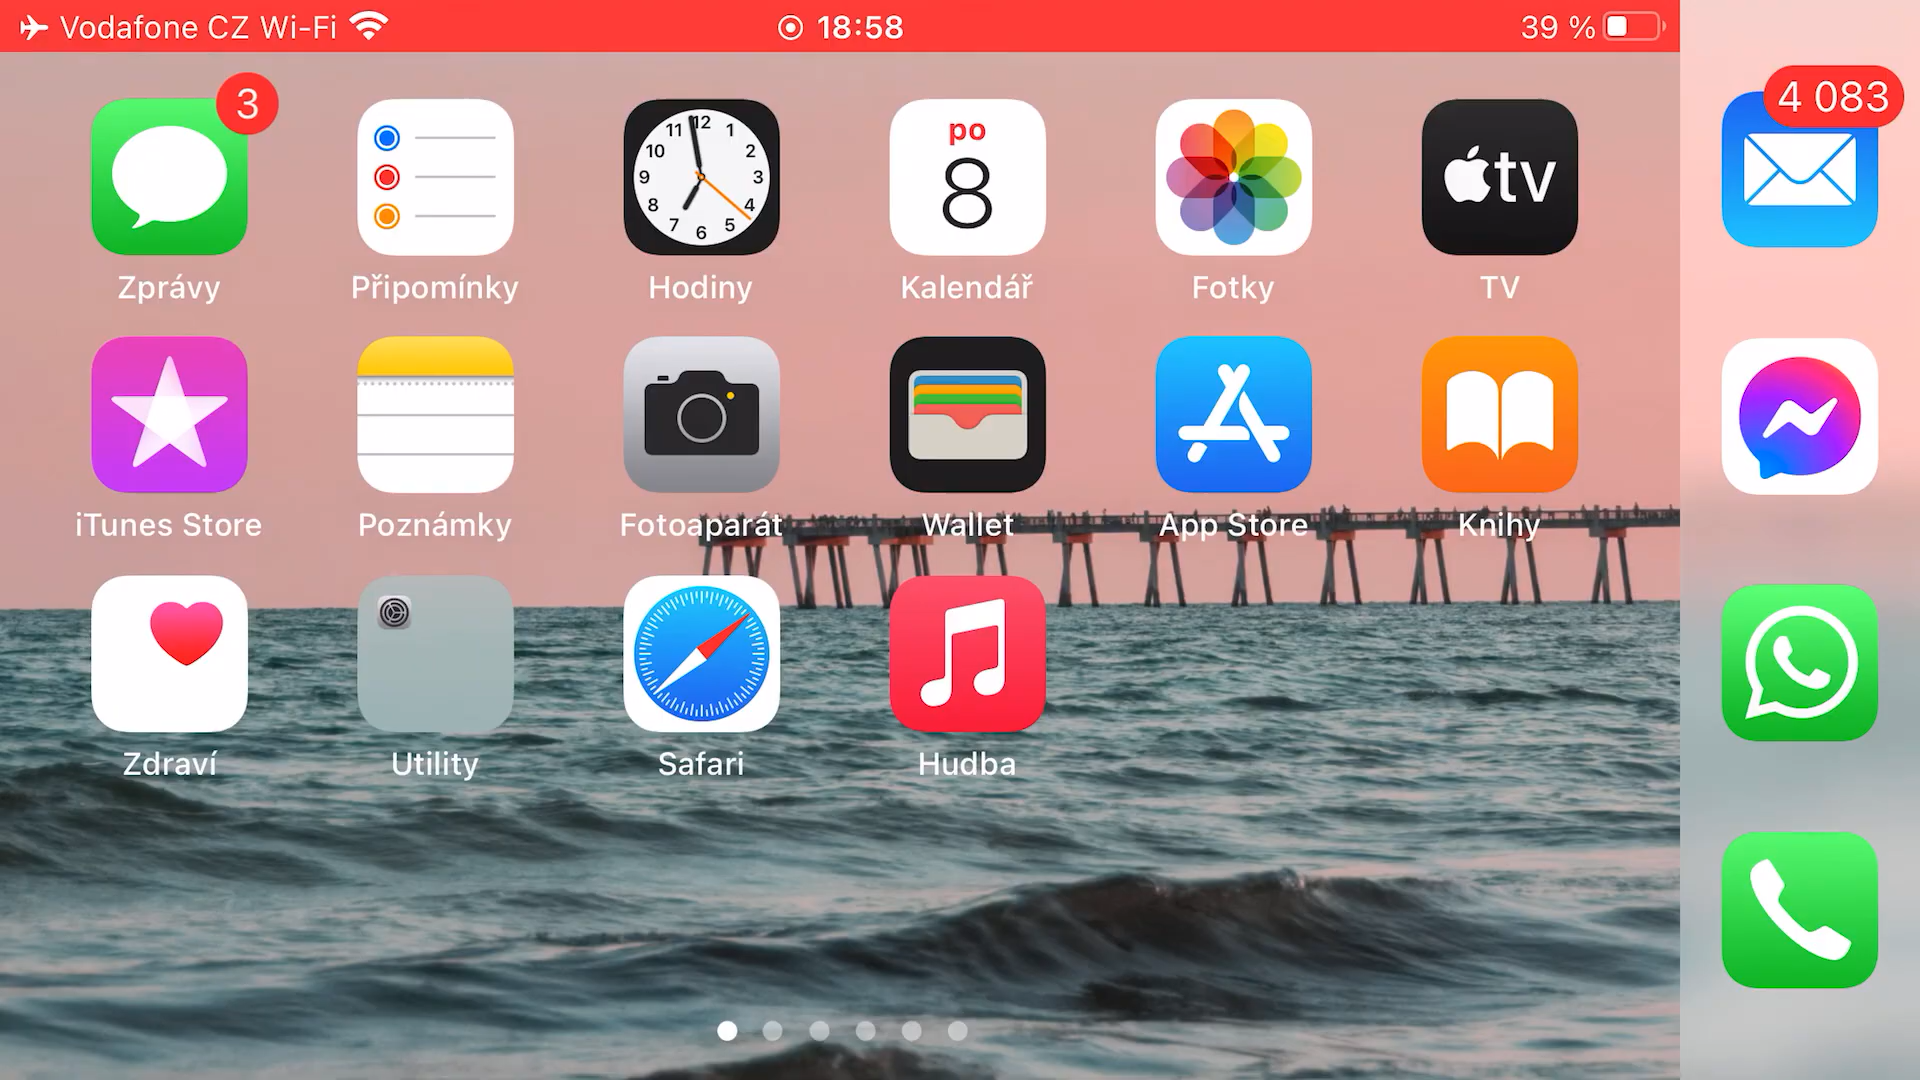 Vodafone CZ Wi-Fi 18:58 39 %
3
4 083
12
1
2
3
4
5
6
7
8
9
10
11
po
8
tv
Zprávy Připomínky Hodiny Kalendář Fotky TV
iTunes Store Poznámky Fotoaparát Wallet App Store Knihy
Zdraví Utility Safari Hudba